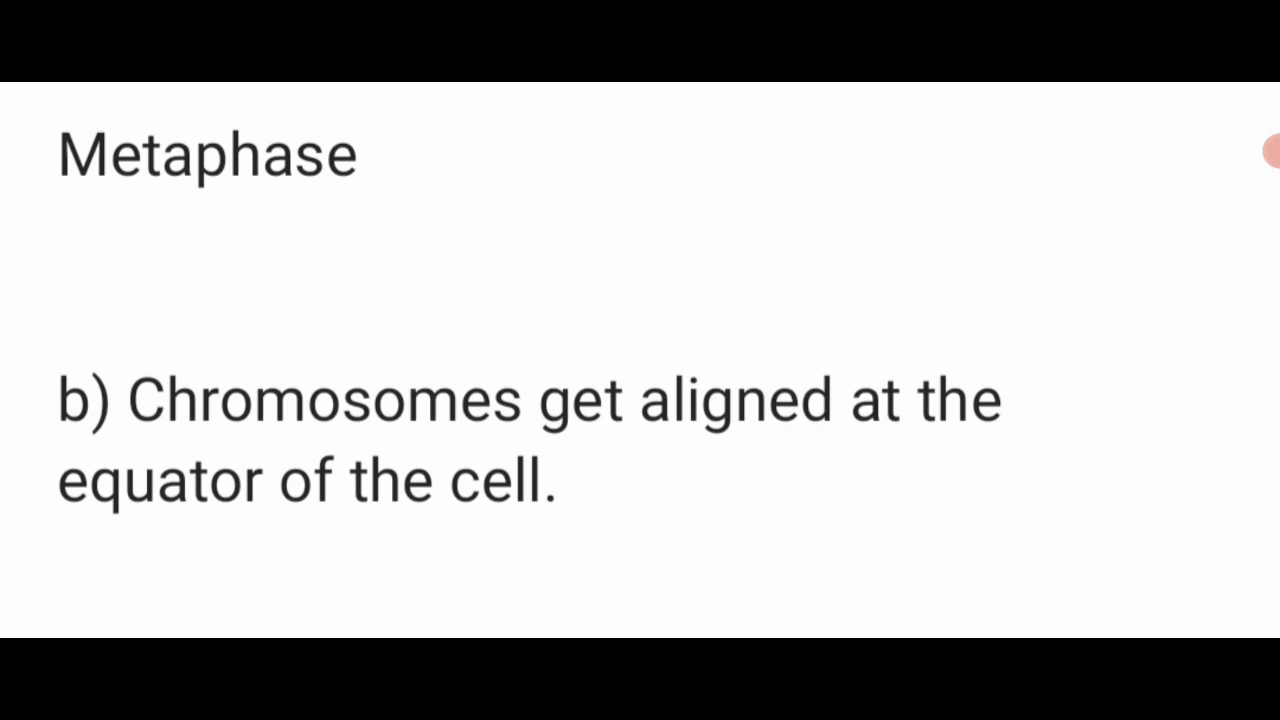 Metaphase
b) Chromosomes get aligned at the
equator of the cell.